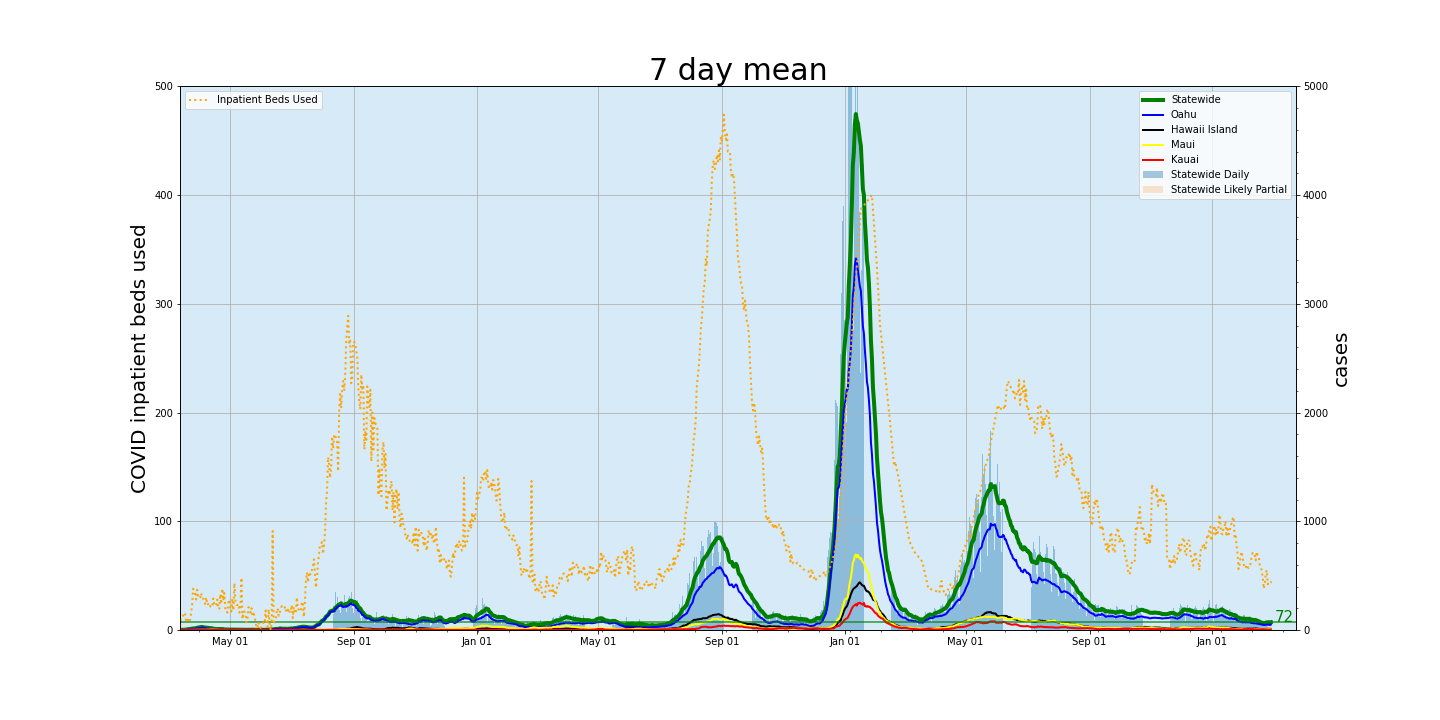 7 day mean
Inpatient Beds Used
Statewide
Oahu
Hawaii Island
Maui
Kauai
Statewide Daily
Statewide Likely Partial
COVID inpatient beds used
500
400
300
200
100
0
5000
4000
3000
2000
1000
0
cases
72
May 01
Sep 01
Jan 01
May 01
Sep 01
Jan 01
May 01
Sep 01
Jan 01